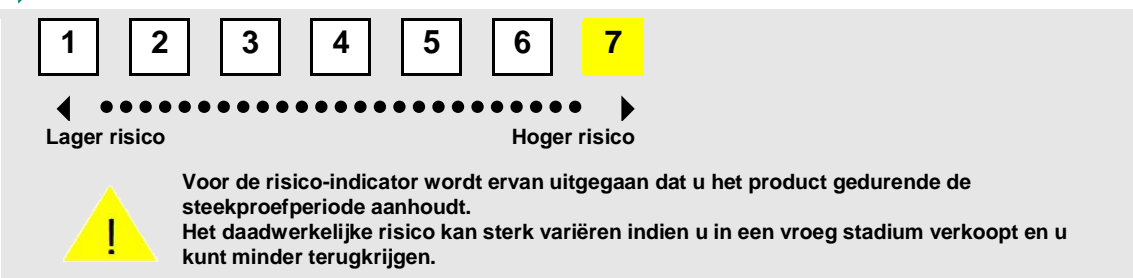 1 2 3 4 5 6 7
Lager risico Hoger risico
Voor de risico-indicator wordt ervan uitgegaan dat u het product gedurende de
steekproefperiode aanhoudt.
!
Het daadwerkelijke risico kan sterk variëren indien u in een vroeg stadium verkoopt en u
kunt minder terugkrijgen.